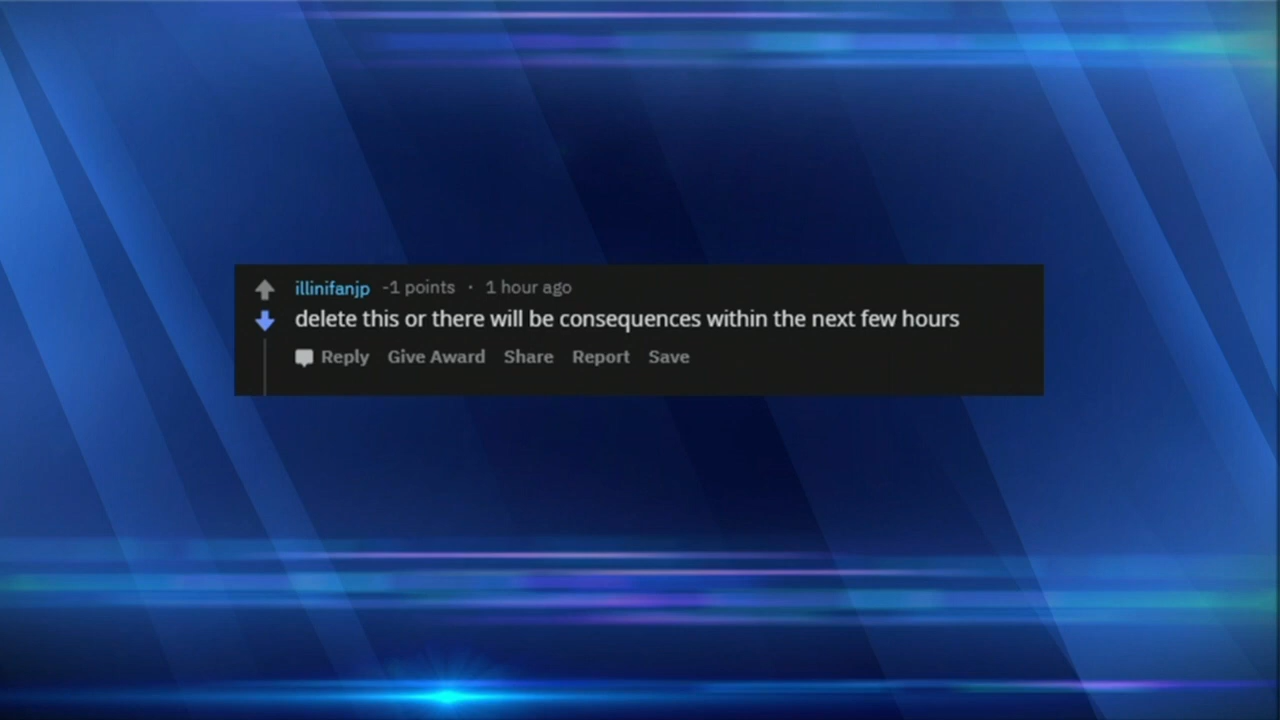 illinifanjp -1 points · 1 hour ago
delete this or there will be consequences within the next few hours
Reply Give Award Share Report Save